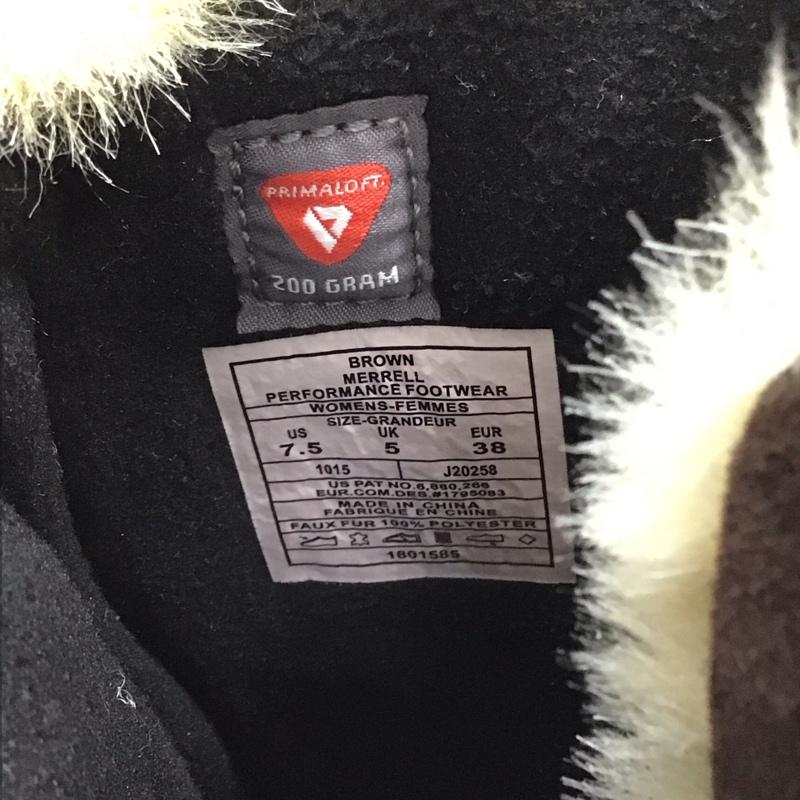 PRIMALOFT.
200 GRAM
BROWN
MERRELL
PERFORMANCE FOOTWEAR
WOMENS-FEMMES
SIZE-GRANDEUR
US UK EUR
7.5 5 38
1015 J20258
US PAT NO.6,880,266
EUR.COM.DES.#1795083
MADE IN CHINA
FABRIQUE EN CHINE
FAUX FUR 100% POLYESTER
1801585